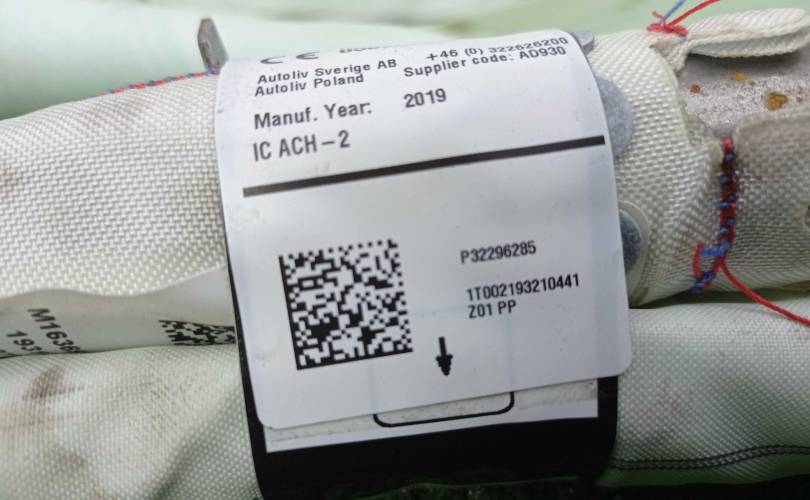 CE
Autoliv Sverige AB +46 (0) 322626200
Autoliv Poland Supplier code: AD930
Manuf. Year: 2019
IC ACH-2
P32296285
1T002193210441
Z01 PP